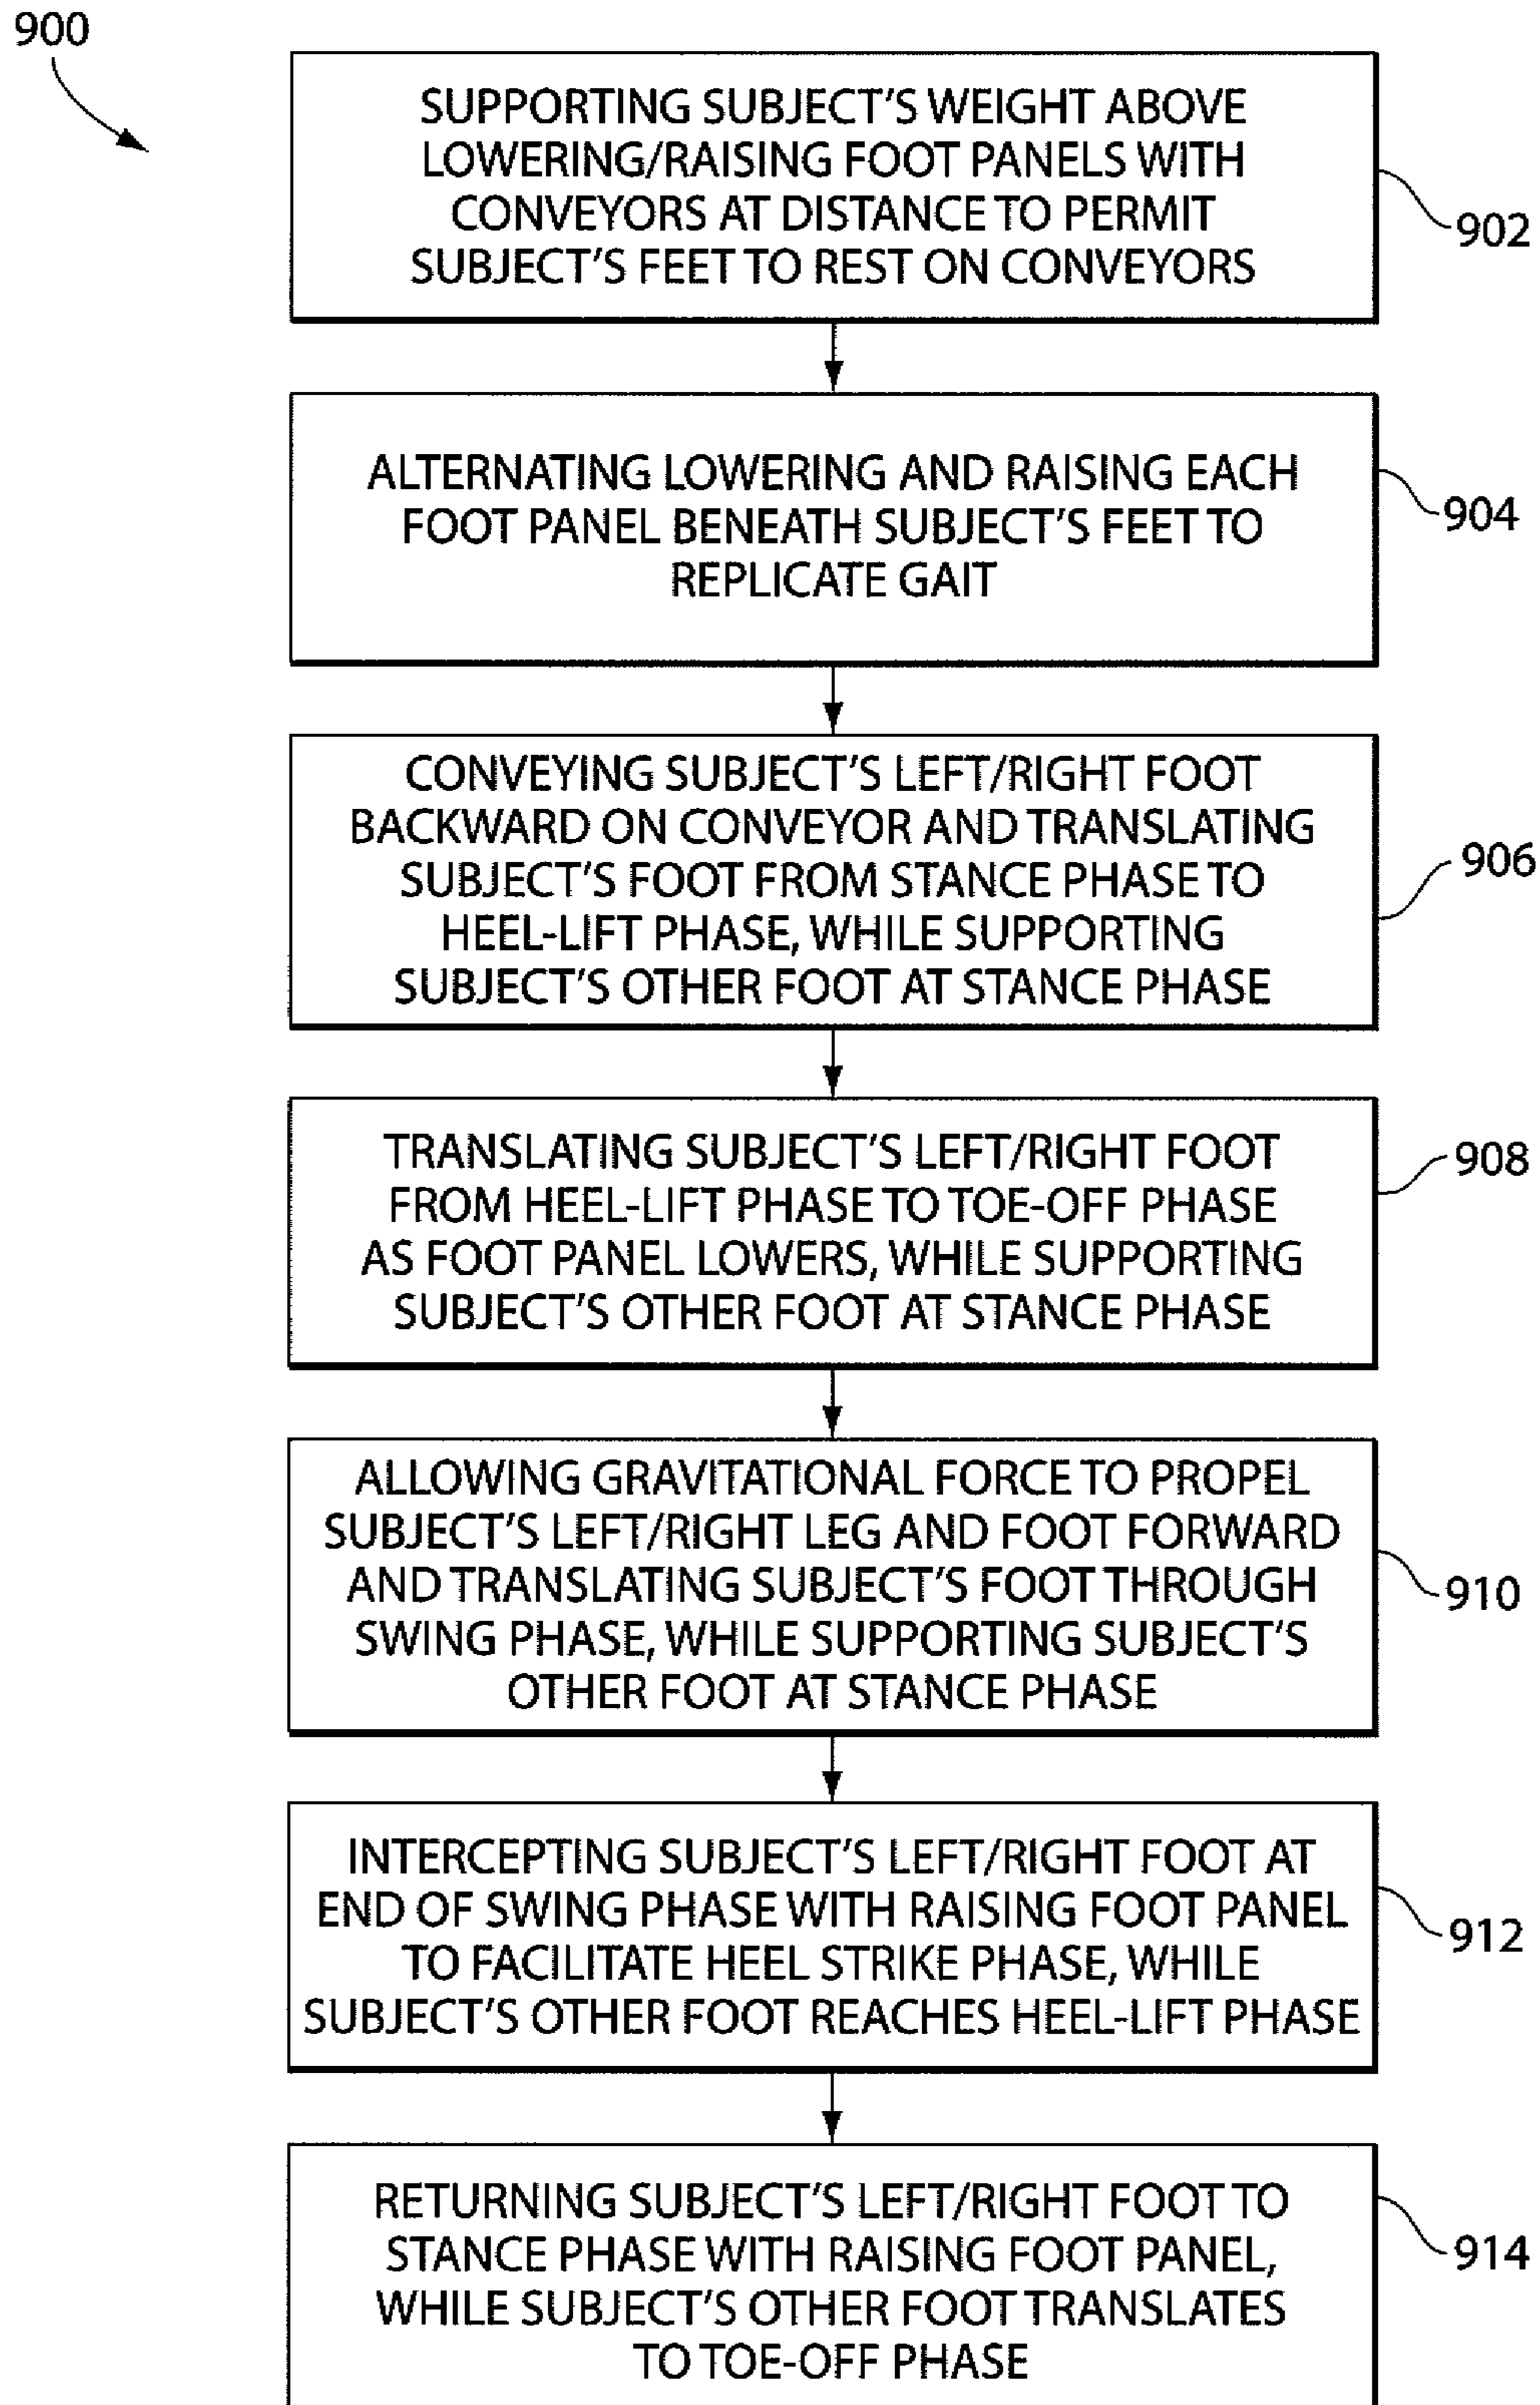 900
SUPPORTING SUBJECT'S WEIGHT ABOVE
LOWERING/RAISING FOOT PANELS WITH
CONVEYORS AT DISTANCE TO PERMIT
SUBJECT'S FEET TO REST ON CONVEYORS
902
ALTERNATING LOWERING AND RAISING EACH
FOOT PANEL BENEATH SUBJECT'S FEET TO
REPLICATE GAIT
904
CONVEYING SUBJECT'S LEFT/RIGHT FOOT
BACKWARD ON CONVEYOR AND TRANSLATING
SUBJECT'S FOOT FROM STANCE PHASE TO
HEEL-LIFT PHASE, WHILE SUPPORTING
SUBJECT'S OTHER FOOT AT STANCE PHASE
906
TRANSLATING SUBJECT'S LEFT/RIGHT FOOT
FROM HEEL-LIFT PHASE TO TOE-OFF PHASE
AS FOOT PANEL LOWERS, WHILE SUPPORTING
SUBJECT'S OTHER FOOT AT STANCE PHASE
908
ALLOWING GRAVITATIONAL FORCE TO PROPEL
SUBJECT'S LEFT/RIGHT LEG AND FOOT FORWARD
AND TRANSLATING SUBJECT'S FOOT THROUGH
SWING PHASE, WHILE SUPPORTING SUBJECT'S
OTHER FOOT AT STANCE PHASE
910
INTERCEPTING SUBJECT'S LEFT/RIGHT FOOT AT
END OF SWING PHASE WITH RAISING FOOT PANEL
TO FACILITATE HEEL STRIKE PHASE, WHILE
SUBJECT'S OTHER FOOT REACHES HEEL-LIFT PHASE
912
RETURNING SUBJECT'S LEFT/RIGHT FOOT TO
STANCE PHASE WITH RAISING FOOT PANEL,
WHILE SUBJECT'S OTHER FOOT TRANSLATES
TO TOE-OFF PHASE
914